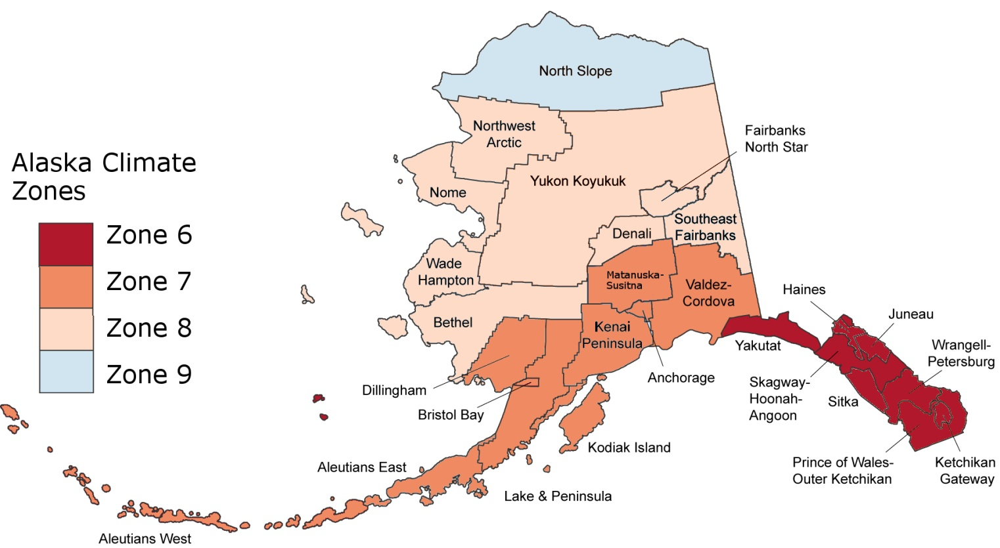 Alaska Climate
Zones
Zone 6
Zone 7
Zone 8
Zone 9
North Slope
Northwest
Arctic
Fairbanks
North Star
Yukon Koyukuk
Nome
Southeast
Fairbanks
Denali
Wade
Hampton
Matanuska-
Susitna
Valdez-
Cordova
Haines
Juneau
Bethel
Kenai
Peninsula
Yakutat
Wrangell-
Petersburg
Anchorage
Skagway-
Hoonah-
Angoon
Sitka
Dillingham
Bristol Bay
Kodiak Island
Prince of Wales-
Outer Ketchikan
Ketchikan
Gateway
Aleutians East
Lake & Peninsula
Aleutians West